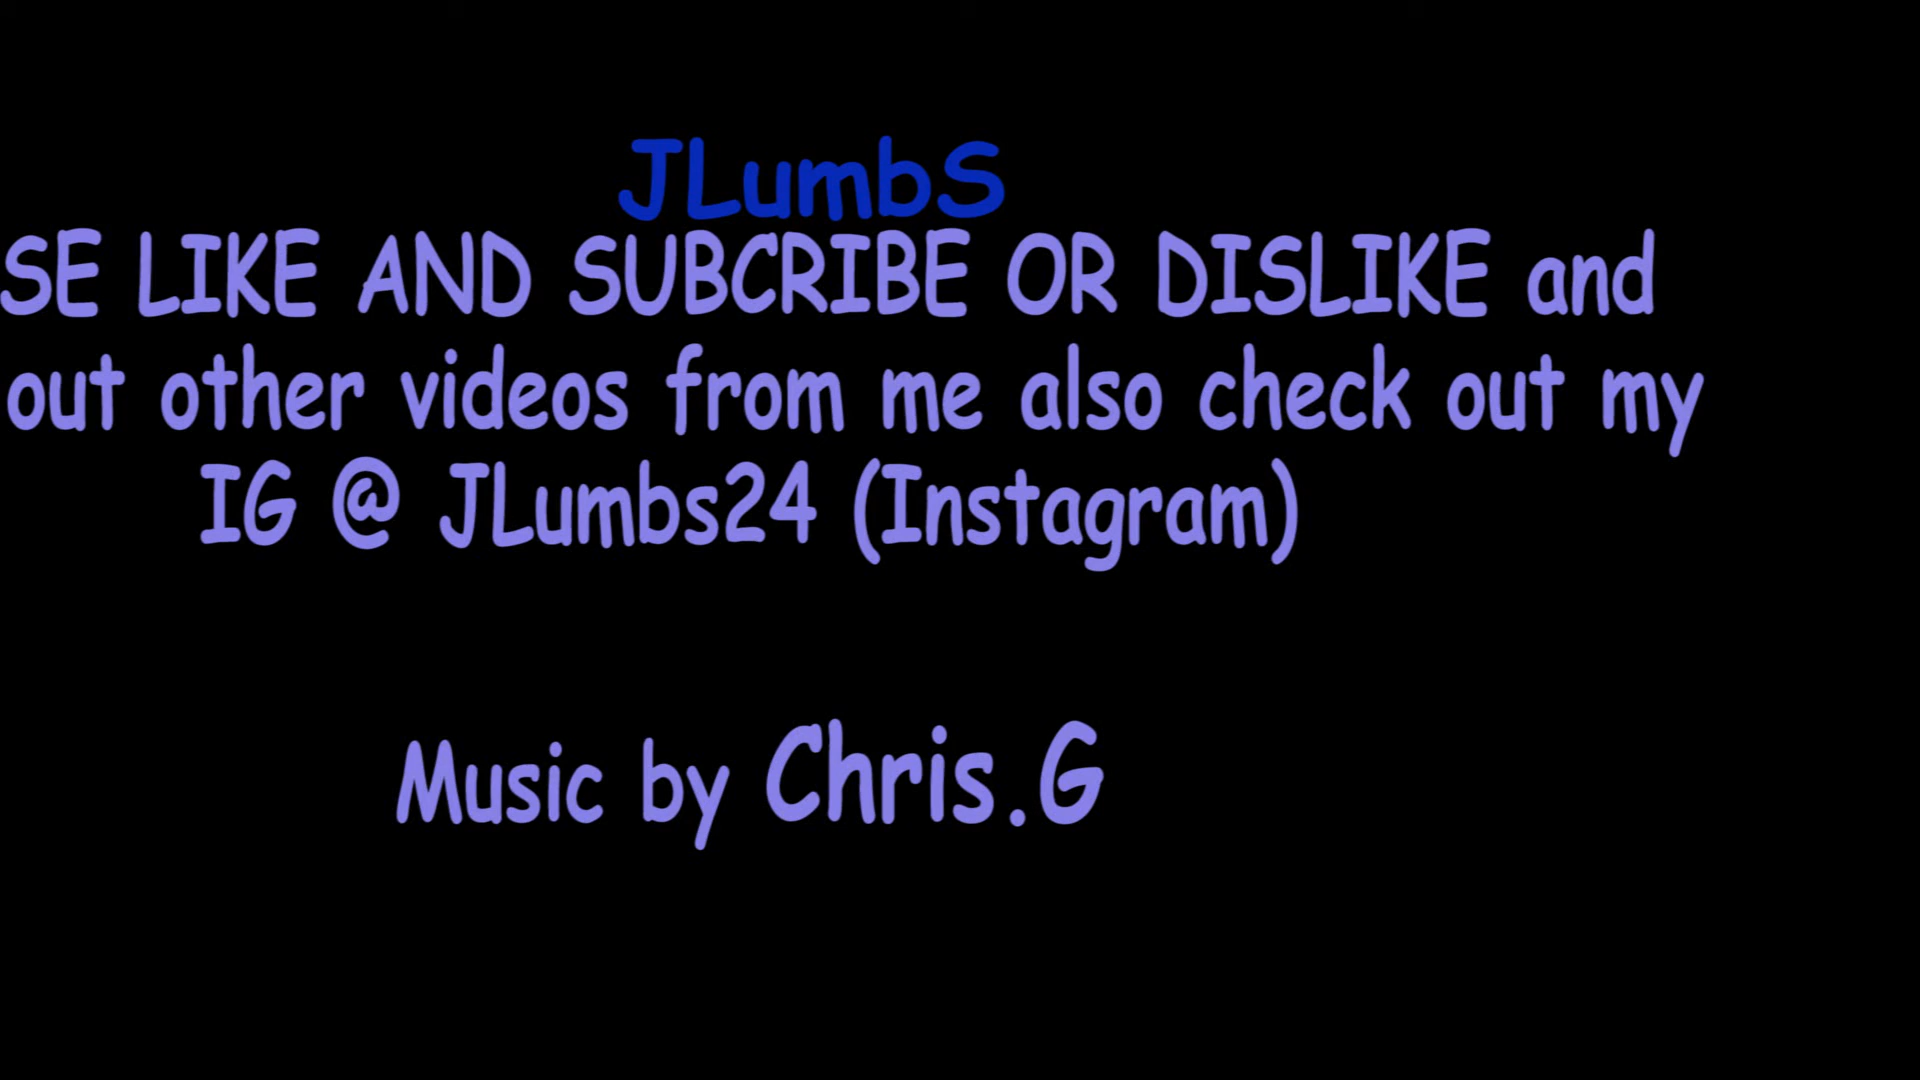 JLumbS
SE LIKE AND SUBCRIBE OR DISLIKE and
out other videos from me also check out my
IG @ JLumbs24 (Instagram)
Music by Chris.G